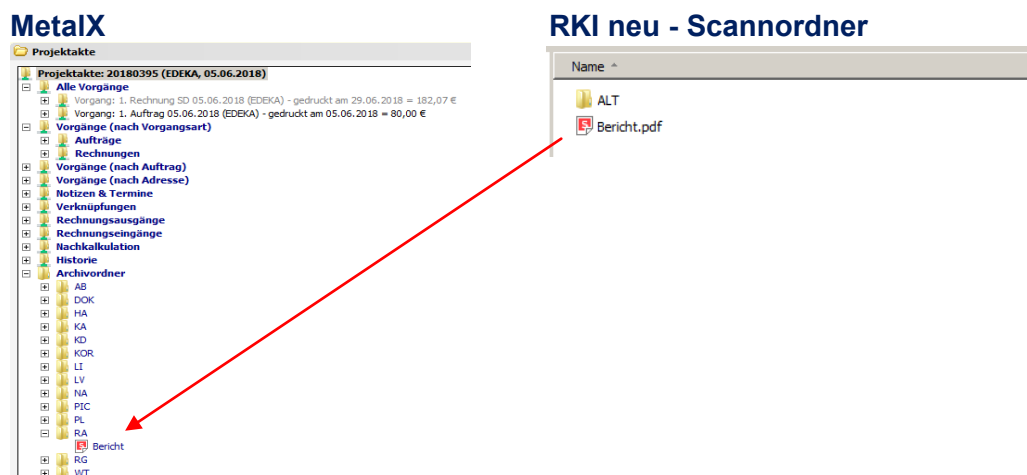 MetalX
Projektakte
Projektakte: 20180395 (EDEKA, 05.06.2018)
Alle Vorgänge
Vorgang: 1. Rechnung SD 05.06.2018 (EDEKA) - gedruckt am 29.06.2018 = 182,07 €
Vorgang: 1. Auftrag 05.06.2018 (EDEKA) - gedruckt am 05.06.2018 = 80,00 €
Vorgänge (nach Vorgangsart)
Aufträge
Rechnungen
Vorgänge (nach Auftrag)
Vorgänge (nach Adresse)
Notizen & Termine
Verknüpfungen
Rechnungsausgänge
Rechnungseingänge
Nachkalkulation
Historie
Archivordner
AB
DOK
HA
KA
KD
KOR
LI
LV
NA
PIC
PL
RA
Bericht
RG
WT
RKI neu - Scannordner
Name
ALT
Bericht.pdf